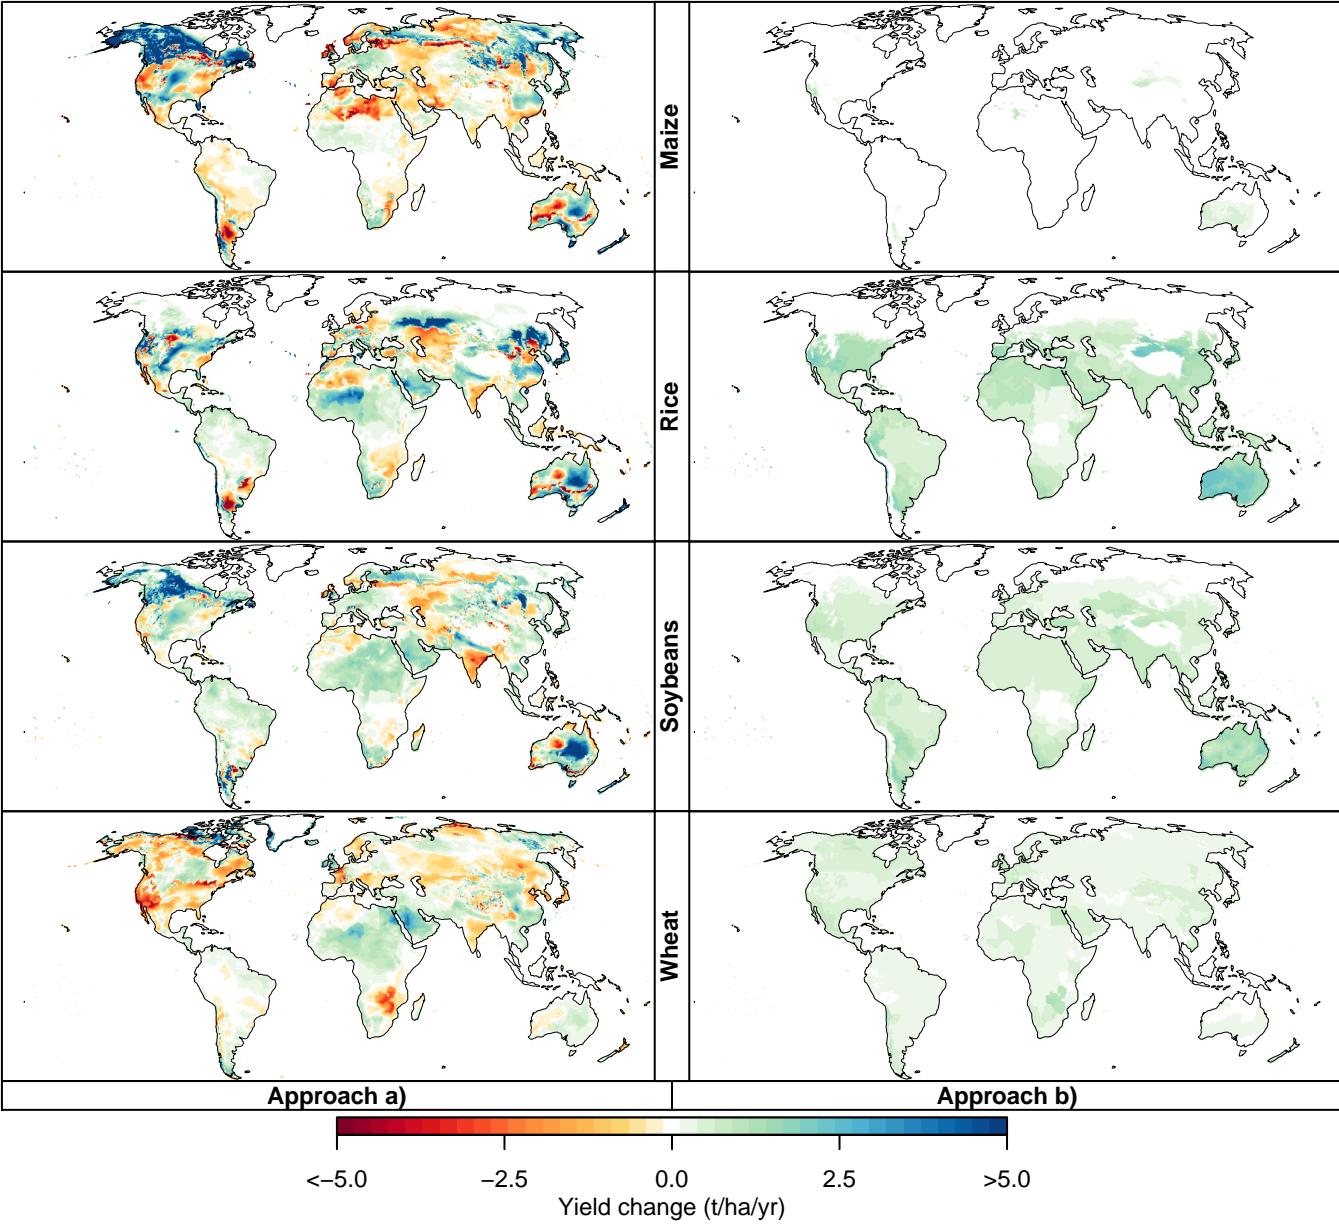 Maize
Rice
Soybeans
Wheat
Approach a)
Approach b)
<−5.0
−2.5
0.0
2.5
>5.0
Yield change (t/ha/yr)